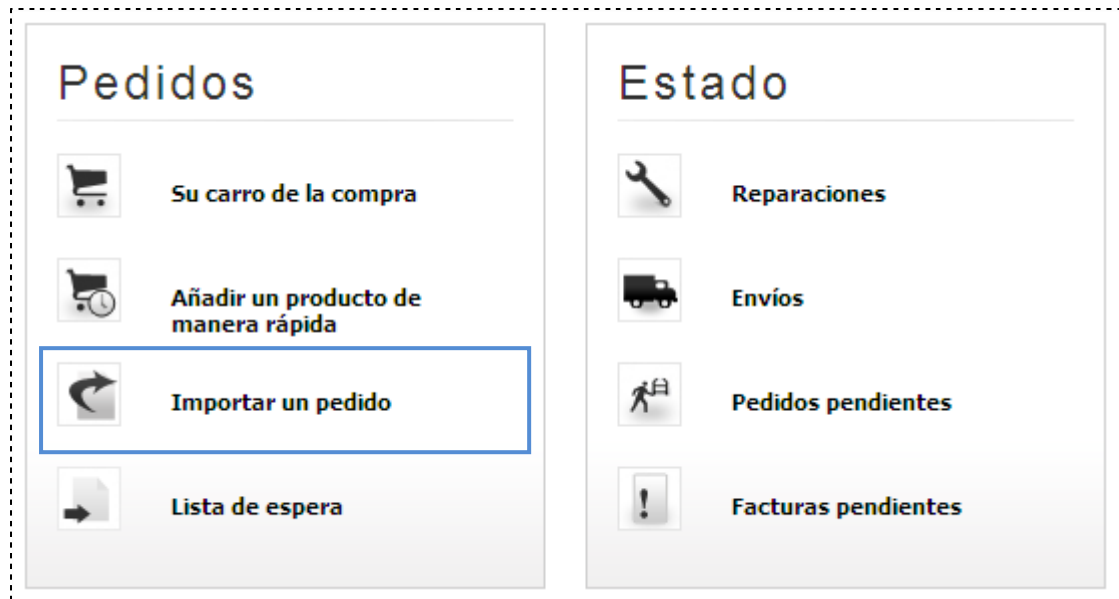 Pedidos
Su carro de la compra
Añadir un producto de
manera rápida
Importar un pedido
Lista de espera
Estado
Reparaciones
Envíos
Pedidos pendientes
Facturas pendientes